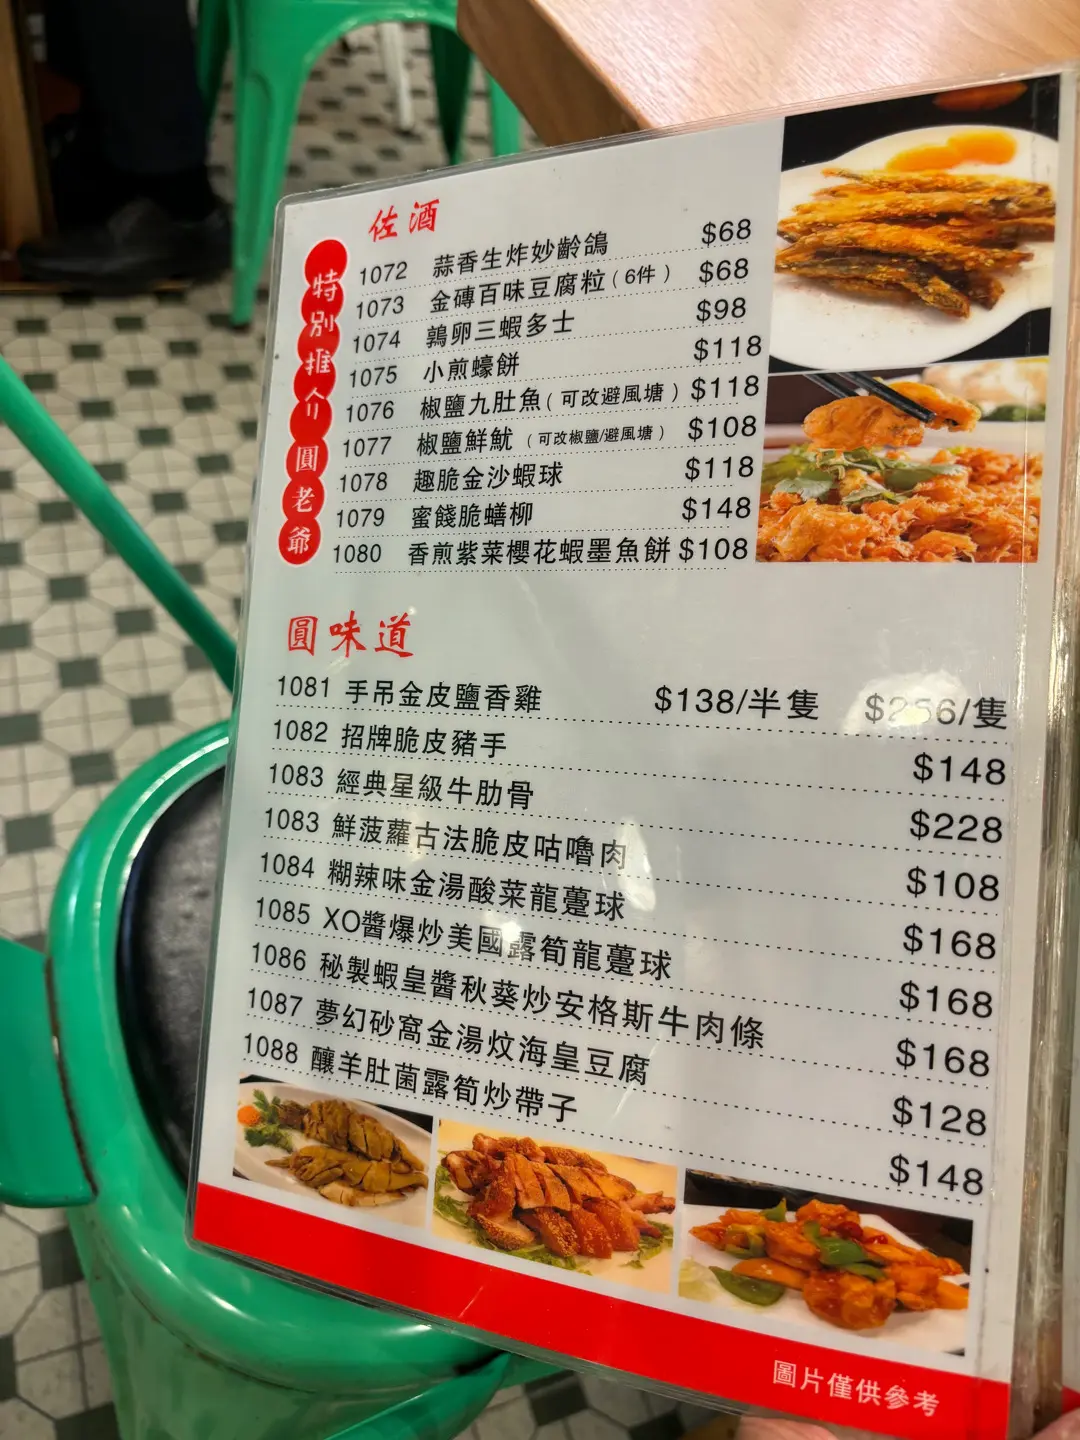 佐酒
特別推介圓老爺
1072 蒜香生炸妙齡鴿 $68
1073 金磚百味豆腐粒（6件） $68
1074 鶉卵三蝦多士 $98
1075 小煎蠔餅 $118
1076 椒鹽九肚魚（可改避風塘） $118
1077 椒鹽鮮魷（可改椒鹽/避風塘） $108
1078 趣脆金沙蝦球 $118
1079 蜜餞脆蟮柳 $148
1080 香煎紫菜櫻花蝦墨魚餅 $108
圓味道
1081 手吊金皮鹽香雞 $138/半隻 $256/隻
1082 招牌脆皮豬手 $148
1083 經典星級牛肋骨 $228
1083 鮮菠蘿古法脆皮咕嚕肉 $108
1084 糊辣味金湯酸菜龍躉球 $168
1085 XO醬爆炒美國露筍龍躉球 $168
1086 秘製蝦皇醬秋葵炒安格斯牛肉條 $168
1087 夢幻砂窩金湯炆海皇豆腐 $128
1088 釀羊肚菌露筍炒帶子 $148
圖片僅供參考